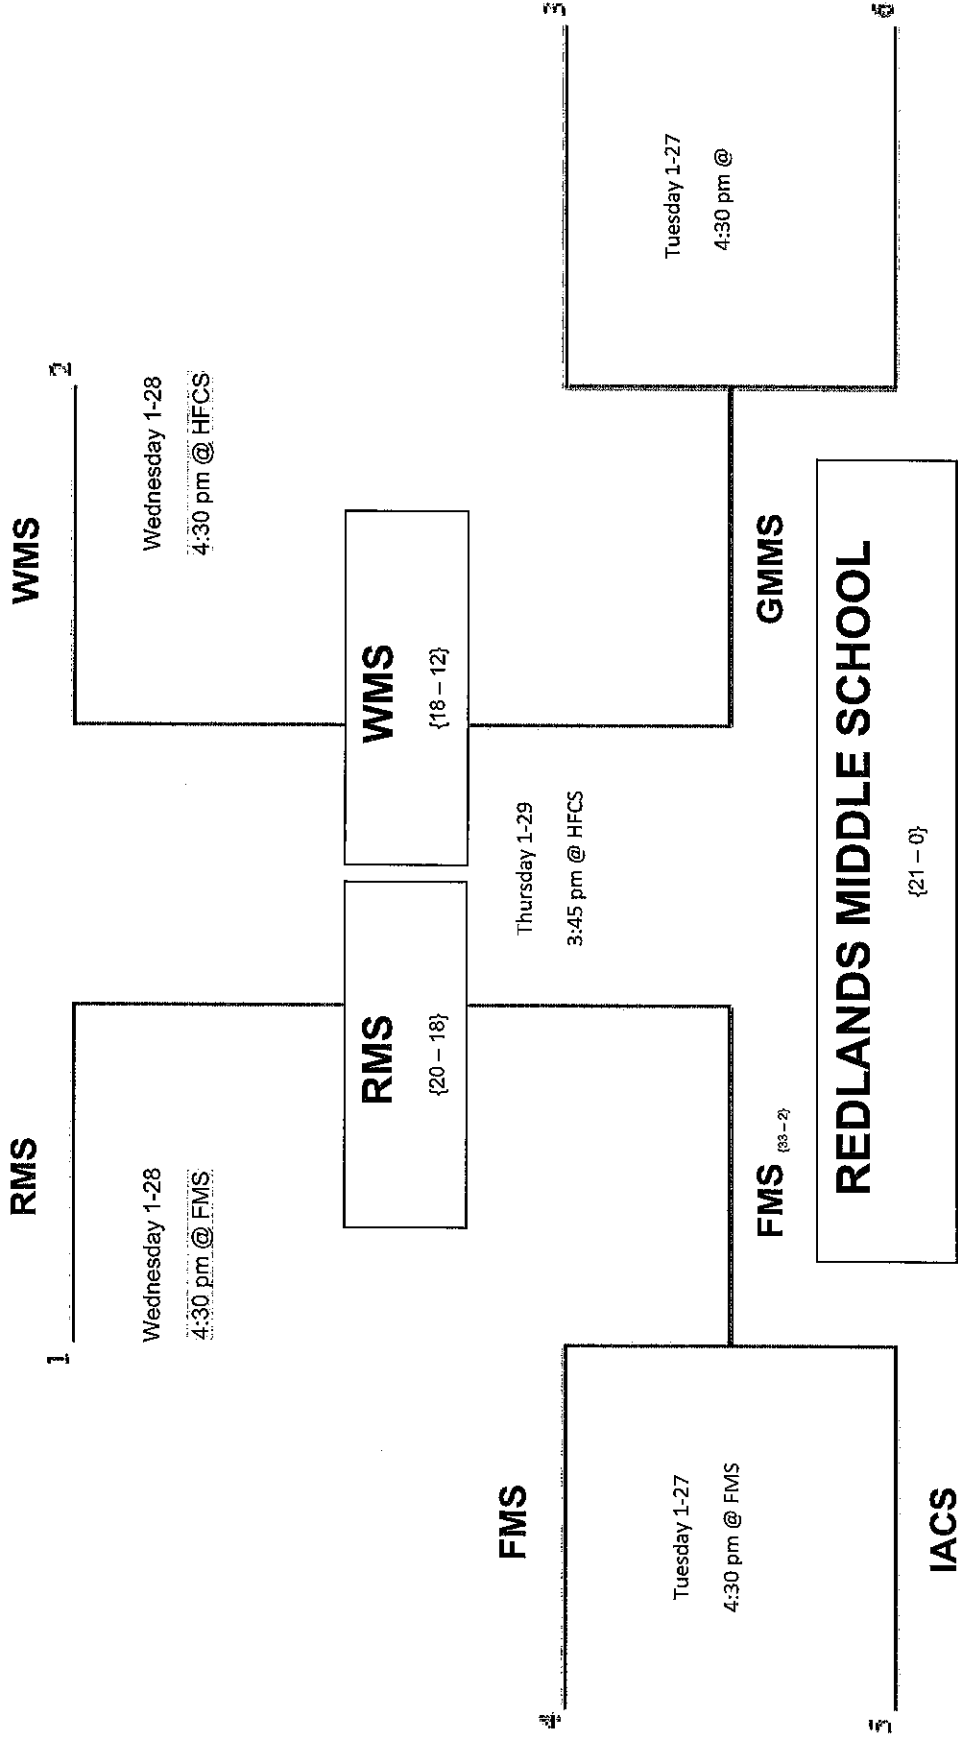 RMS
WMS
1
2
Wednesday 1-28
4:30 pm @ FMS
Wednesday 1-28
4:30 pm @ HFCS
RMS
{20 – 18}
WMS
{18 – 12}
Thursday 1-29
3:45 pm @ HFCS
FMS
4
3
Tuesday 1-27
4:30 pm @ FMS
Tuesday 1-27
4:30 pm @
FMS {33 – 2}
GMMS
IACS
REDLANDS MIDDLE SCHOOL
{21 – 0}